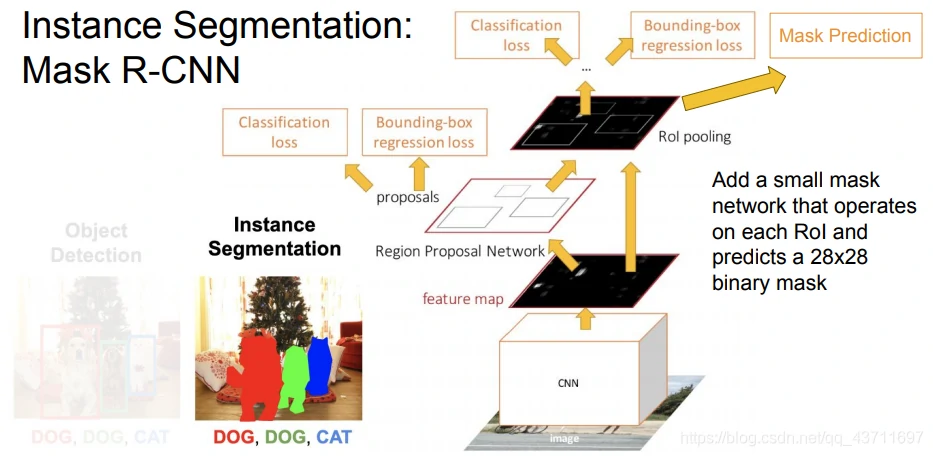 Instance Segmentation:
Mask R-CNN
Classification
loss
Bounding-box
regression loss
Mask Prediction
...
Classification
loss
Bounding-box
regression loss
RoI pooling
proposals
Add a small mask
network that operates
on each RoI and
predicts a 28x28
binary mask
Object
Detection
Instance
Segmentation
Region Proposal Network
feature map
CNN
DOG, DOG, CAT
DOG, DOG, CAT
image
https://blog.csdn.net/qq_43711697